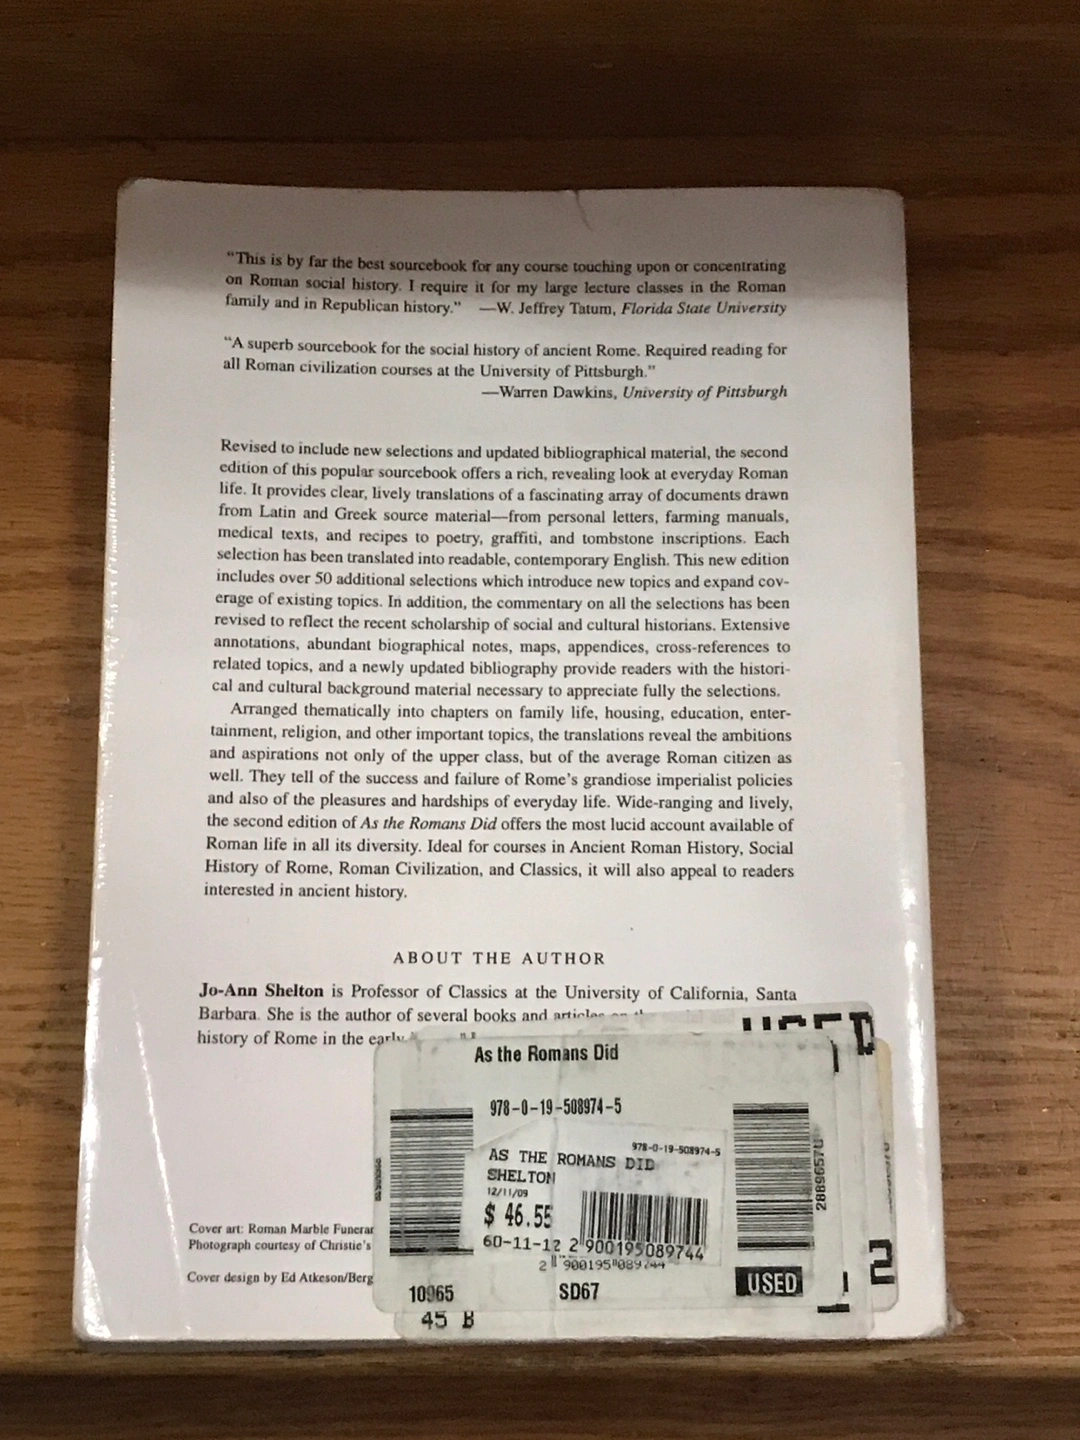 “This is by far the best sourcebook for any course touching upon or concentrating
on Roman social history. I require it for my large lecture classes in the Roman
family and in Republican history.” —W. Jeffrey Tatum, Florida State University
“A superb sourcebook for the social history of ancient Rome. Required reading for
all Roman civilization courses at the University of Pittsburgh.”
—Warren Dawkins, University of Pittsburgh
Revised to include new selections and updated bibliographical material, the second
edition of this popular sourcebook offers a rich, revealing look at everyday Roman
life. It provides clear, lively translations of a fascinating array of documents drawn
from Latin and Greek source material—from personal letters, farming manuals,
medical texts, and recipes to poetry, graffiti, and tombstone inscriptions. Each
selection has been translated into readable, contemporary English. This new edition
includes over 50 additional selections which introduce new topics and expand cov-
erage of existing topics. In addition, the commentary on all the selections has been
revised to reflect the recent scholarship of social and cultural historians. Extensive
annotations, abundant biographical notes, maps, appendices, cross-references to
related topics, and a newly updated bibliography provide readers with the histori-
cal and cultural background material necessary to appreciate fully the selections.
Arranged thematically into chapters on family life, housing, education, enter-
tainment, religion, and other important topics, the translations reveal the ambitions
and aspirations not only of the upper class, but of the average Roman citizen as
well. They tell of the success and failure of Rome's grandiose imperialist policies
and also of the pleasures and hardships of everyday life. Wide-ranging and lively,
the second edition of As the Romans Did offers the most lucid account available of
Roman life in all its diversity. Ideal for courses in Ancient Roman History, Social
History of Rome, Roman Civilization, and Classics, it will also appeal to readers
interested in ancient history.
ABOUT THE AUTHOR
Jo-Ann Shelton is Professor of Classics at the University of California, Santa
Barbara. She is the author of several books and articles on
history of Rome in the early
USED
As the Romans Did
978-0-19-508974-5
978-0-19-508974-5
AS THE ROMANS DID
SHELTON
12/11/09
$ 46.55
60-11-12 2 900195 089744
2 900195 089744
2889657U
10965
SD67
USED
2
45 B
Cover art: Roman Marble Funerar
Photograph courtesy of Christie's
Cover design by Ed Atkeson/Berg